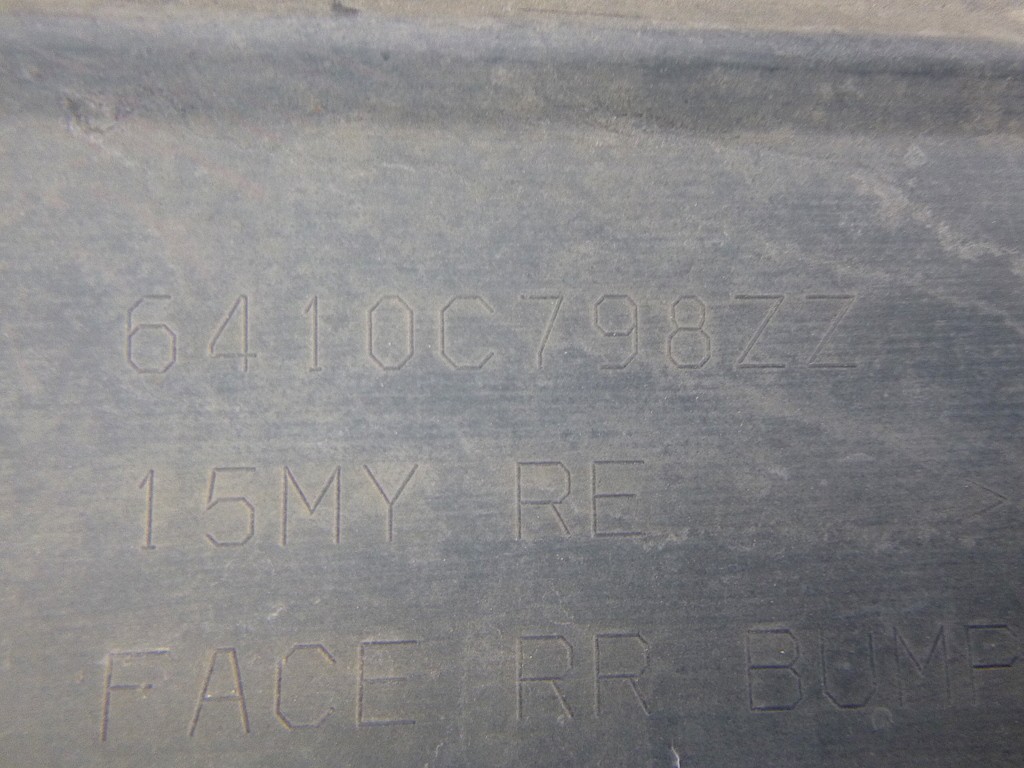 6410C798ZZ
15MY RE >
FACE RR BUMP